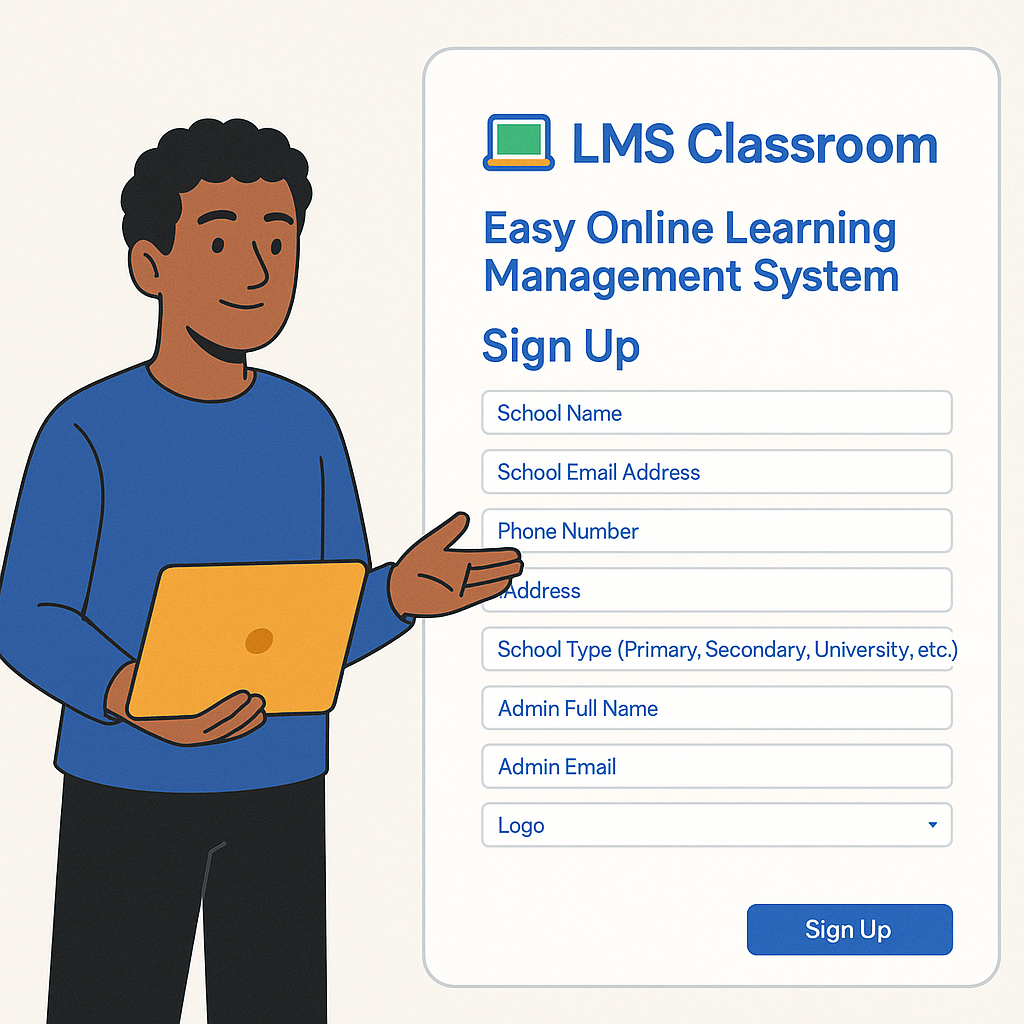 LMS Classroom
Easy Online Learning
Management System
Sign Up
School Name
School Email Address
Phone Number
Address
School Type (Primary, Secondary, University, etc.)
Admin Full Name
Admin Email
Logo
Sign Up